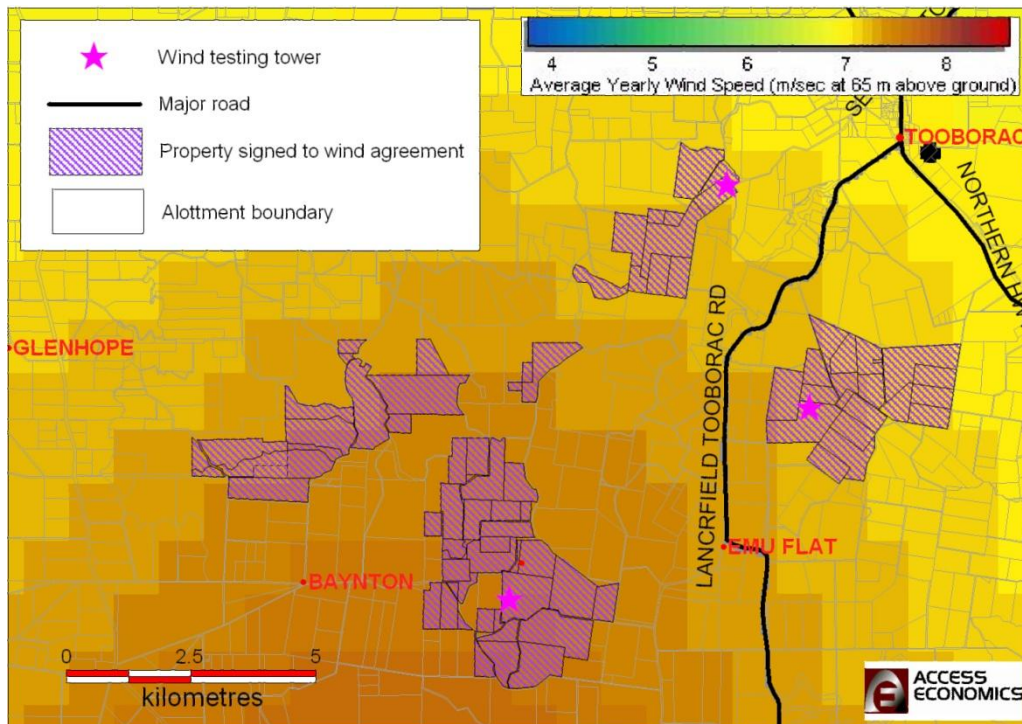 Wind testing tower
Major road
Property signed to wind agreement
Alottment boundary
4 5 6 7 8
Average Yearly Wind Speed (m/sec at 65 m above ground)
TOOBORAC
NORTHERN
GLENHOPE
LANCRFIELD TOOBORAC RD
EMU FLAT
BAYNTON
0 2.5 5
kilometres
ACCESS
ECONOMICS